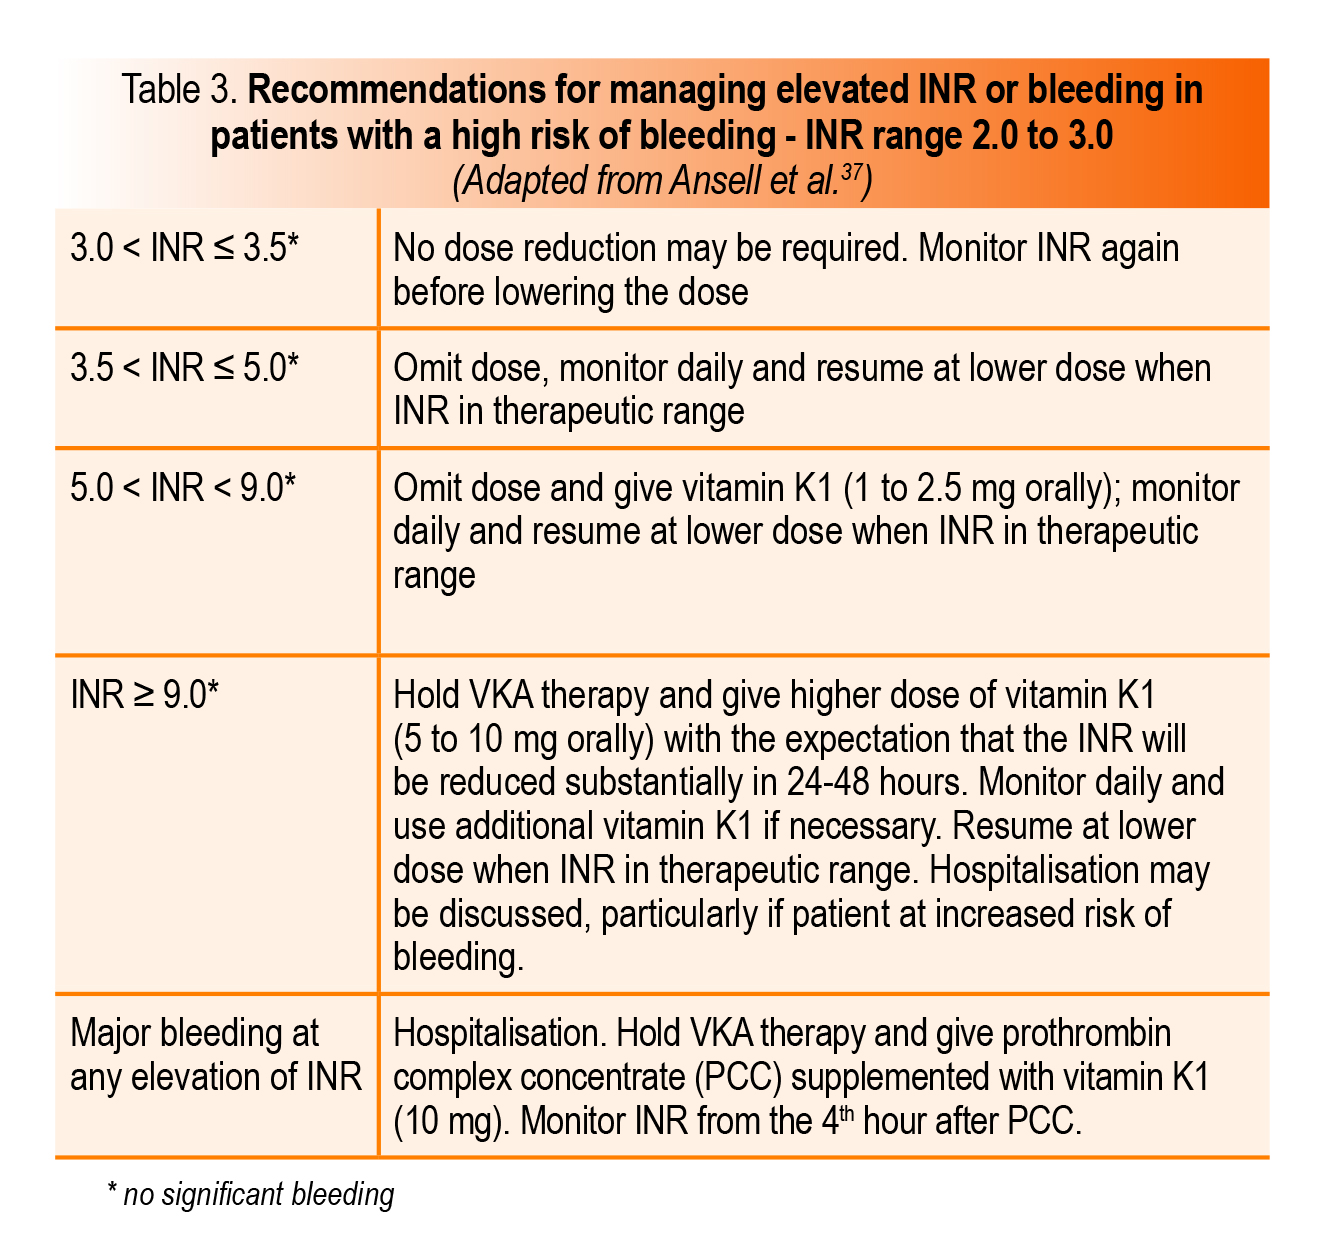 Table 3. Recommendations for managing elevated INR or bleeding in
patients with a high risk of bleeding - INR range 2.0 to 3.0
(Adapted from Ansell et al.37)
3.0 < INR ≤ 3.5*
No dose reduction may be required. Monitor INR again
before lowering the dose
3.5 < INR ≤ 5.0*
Omit dose, monitor daily and resume at lower dose when
INR in therapeutic range
5.0 < INR < 9.0*
Omit dose and give vitamin K1 (1 to 2.5 mg orally); monitor
daily and resume at lower dose when INR in therapeutic
range
INR ≥ 9.0*
Hold VKA therapy and give higher dose of vitamin K1
(5 to 10 mg orally) with the expectation that the INR will
be reduced substantially in 24-48 hours. Monitor daily and
use additional vitamin K1 if necessary. Resume at lower
dose when INR in therapeutic range. Hospitalisation may
be discussed, particularly if patient at increased risk of
bleeding.
Major bleeding at
any elevation of INR
Hospitalisation. Hold VKA therapy and give prothrombin
complex concentrate (PCC) supplemented with vitamin K1
(10 mg). Monitor INR from the 4th hour after PCC.
* no significant bleeding